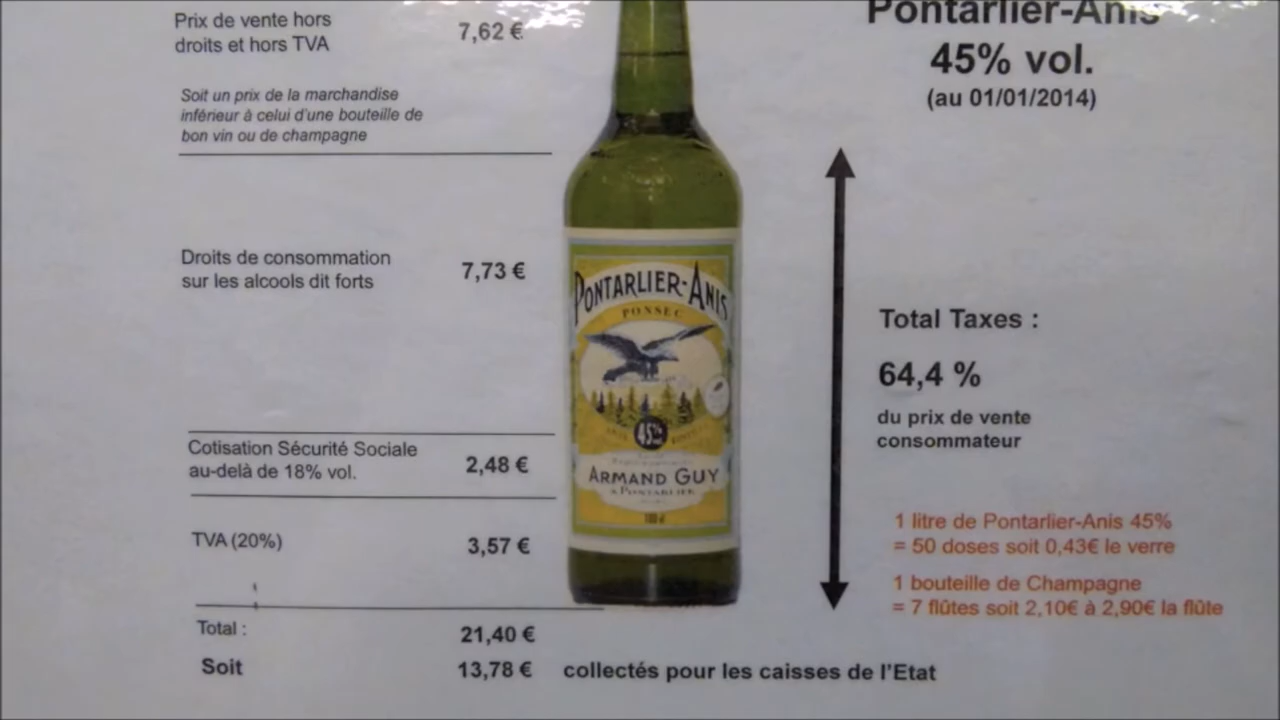 Prix de vente hors
droits et hors TVA
7,62 €
Soit un prix de la marchandise
inférieur à celui d'une bouteille de
bon vin ou de champagne
Droits de consommation
sur les alcools dit forts
7,73 €
Cotisation Sécurité Sociale
au-delà de 18% vol.
2,48 €
TVA (20%)
3,57 €
Total :
21,40 €
Soit
13,78 €
collectés pour les caisses de l'Etat
PONTARLIER-ANIS
PONSEC
45%
ARMAND GUY
A PONTARLIER
Pontarlier-Anis
45% vol.
(au 01/01/2014)
Total Taxes :
64,4 %
du prix de vente
consommateur
1 litre de Pontarlier-Anis 45%
= 50 doses soit 0,43€ le verre
1 bouteille de Champagne
= 7 flûtes soit 2,10€ à 2,90€ la flûte